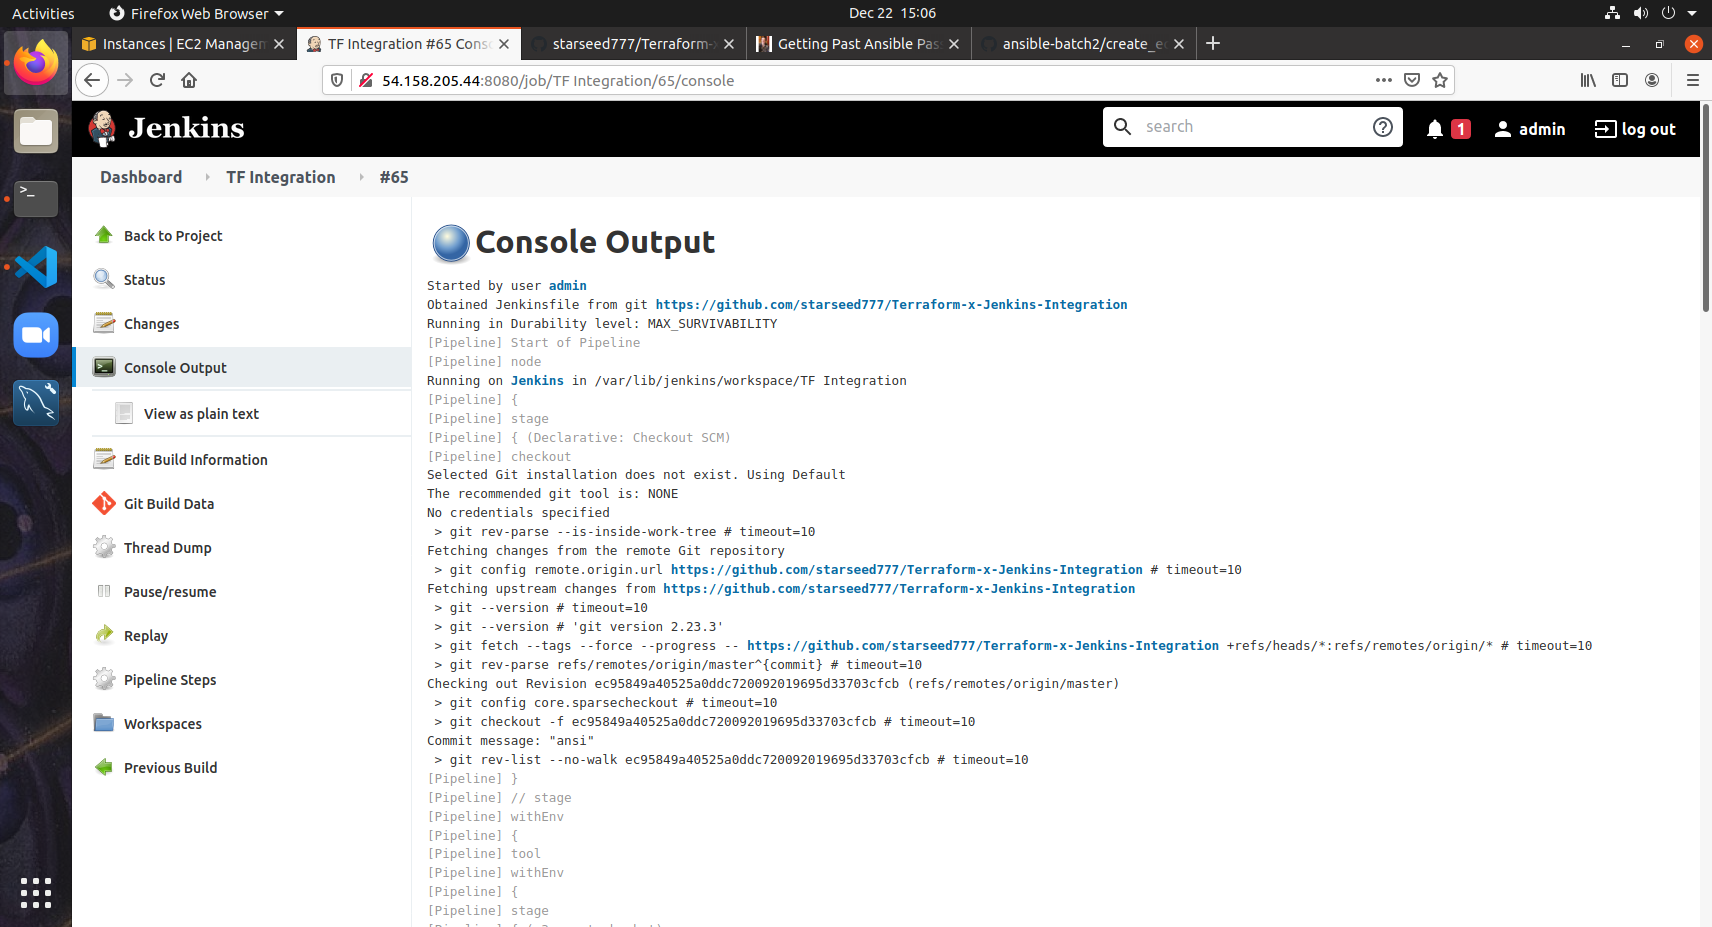 Activities
Firefox Web Browser
Dec 22 15:06
Instances | EC2 Managem
TF Integration #65 Cons
starseed777/Terraform-
Getting Past Ansible Pas
ansible-batch2/create_e
54.158.205.44:8080/job/TF Integration/65/console
Jenkins
search
1
admin
log out
Dashboard
TF Integration
#65
Back to Project
Status
Changes
Console Output
View as plain text
Edit Build Information
Git Build Data
Thread Dump
Pause/resume
Replay
Pipeline Steps
Workspaces
Previous Build
Console Output
Started by user admin
Obtained Jenkinsfile from git https://github.com/starseed777/Terraform-x-Jenkins-Integration
Running in Durability level: MAX_SURVIVABILITY
[Pipeline] Start of Pipeline
[Pipeline] node
Running on Jenkins in /var/lib/jenkins/workspace/TF Integration
[Pipeline] {
[Pipeline] stage
[Pipeline] { (Declarative: Checkout SCM)
[Pipeline] checkout
Selected Git installation does not exist. Using Default
The recommended git tool is: NONE
No credentials specified
> git rev-parse --is-inside-work-tree # timeout=10
Fetching changes from the remote Git repository
> git config remote.origin.url https://github.com/starseed777/Terraform-x-Jenkins-Integration # timeout=10
Fetching upstream changes from https://github.com/starseed777/Terraform-x-Jenkins-Integration
> git --version # timeout=10
> git --version # 'git version 2.23.3'
> git fetch --tags --force --progress -- https://github.com/starseed777/Terraform-x-Jenkins-Integration +refs/heads/*:refs/remotes/origin/* # timeout=10
> git rev-parse refs/remotes/origin/master^{commit} # timeout=10
Checking out Revision ec95849a40525a0ddc720092019695d33703cfcb (refs/remotes/origin/master)
> git config core.sparsecheckout # timeout=10
> git checkout -f ec95849a40525a0ddc720092019695d33703cfcb # timeout=10
Commit message: "ansi"
> git rev-list --no-walk ec95849a40525a0ddc720092019695d33703cfcb # timeout=10
[Pipeline] }
[Pipeline] // stage
[Pipeline] withEnv
[Pipeline] {
[Pipeline] tool
[Pipeline] withEnv
[Pipeline] {
[Pipeline] stage